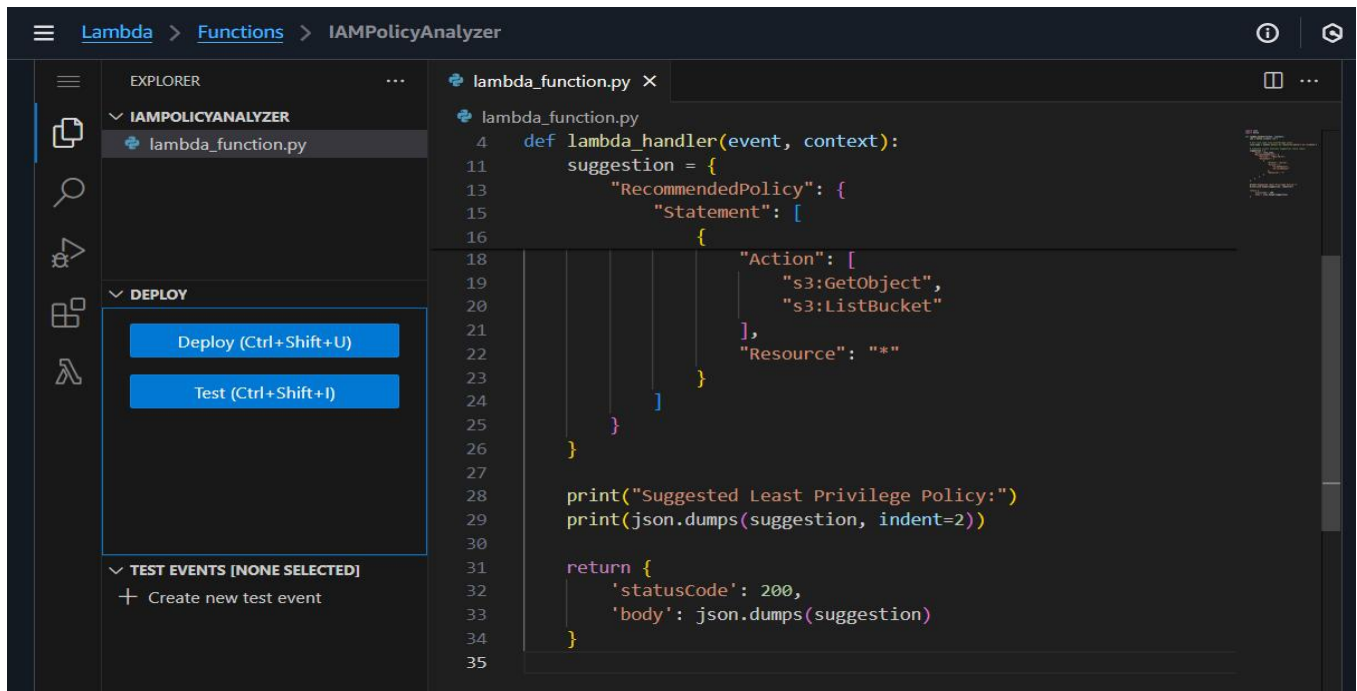 Lambda > Functions > IAMPolicyAnalyzer
EXPLORER
IAMPOLICYANALYZER
lambda_function.py
DEPLOY
Deploy (Ctrl+Shift+U)
Test (Ctrl+Shift+I)
TEST EVENTS [NONE SELECTED]
+ Create new test event
lambda_function.py
lambda_function.py
4 def lambda_handler(event, context):
11 suggestion = {
13 "RecommendedPolicy": {
15 "Statement": [
16 {
18 "Action": [
19 "s3:GetObject",
20 "s3:ListBucket"
21 ],
22 "Resource": "*"
23 }
24 ]
25 }
26 }
27
28 print("Suggested Least Privilege Policy:")
29 print(json.dumps(suggestion, indent=2))
30
31 return {
32 'statusCode': 200,
33 'body': json.dumps(suggestion)
34 }
35